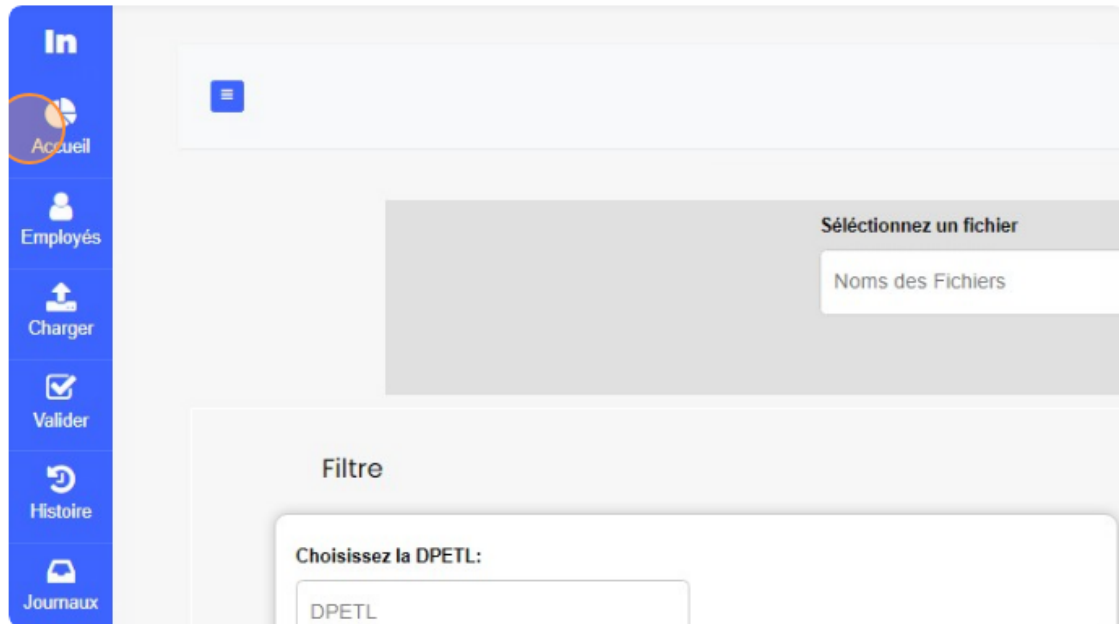 In
Accueil
Employés
Charger
Valider
Histoire
Journaux
Séléctionnez un fichier
Noms des Fichiers
Filtre
Choisissez la DPETL:
DPETL